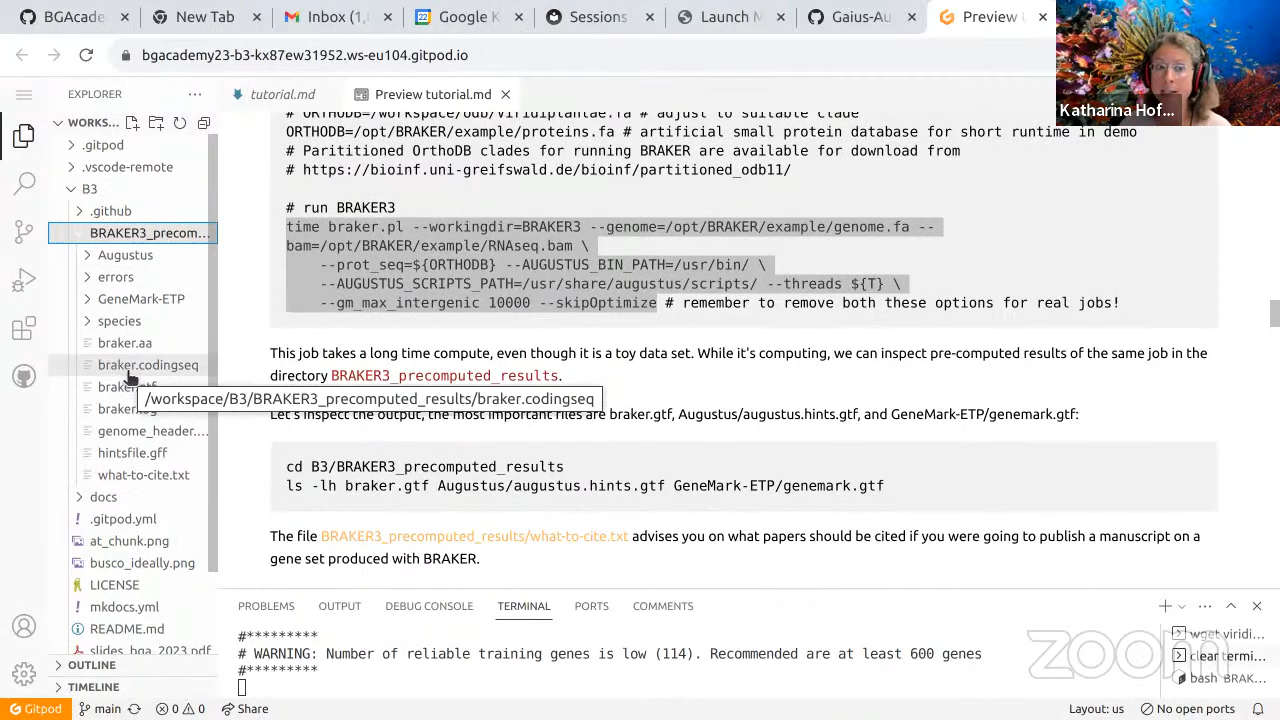 BGAcade
New Tab
Inbox (1,
Google K
Sessions
Launch M
Gaius-Au
Preview
bgacademy23-b3-kx87ew31952.ws-eu104.gitpod.io
Katharina Hof...
EXPLORER
tutorial.md
Preview tutorial.md
WORKS...
.gitpod
.vscode-remote
B3
.github
BRAKER3_precom...
Augustus
errors
GeneMark-ETP
species
braker.aa
braker.codingseq
/workspace/B3/BRAKER3_precomputed_results/braker.codingseq
genome_header....
hintsfile.gff
what-to-cite.txt
docs
.gitpod.yml
at_chunk.png
busco_ideally.png
LICENSE
mkdocs.yml
README.md
slides_bga_2023.pdf
OUTLINE
TIMELINE
# ORTHODB=/workspace/odb/Viridiplantae.fa # adjust to suitable clade
ORTHODB=/opt/BRAKER/example/proteins.fa # artificial small protein database for short runtime in demo
# Parititioned OrthoDB clades for running BRAKER are available for download from
# https://bioinf.uni-greifswald.de/bioinf/partitioned_odb11/
# run BRAKER3
time braker.pl --workingdir=BRAKER3 --genome=/opt/BRAKER/example/genome.fa --
bam=/opt/BRAKER/example/RNAseq.bam \
--prot_seq=${ORTHODB} --AUGUSTUS_BIN_PATH=/usr/bin/ \
--AUGUSTUS_SCRIPTS_PATH=/usr/share/augustus/scripts/ --threads ${T} \
--gm_max_intergenic 10000 --skipOptimize # remember to remove both these options for real jobs!
This job takes a long time compute, even though it is a toy data set. While it's computing, we can inspect pre-computed results of the same job in the
directory BRAKER3_precomputed_results.
Let's inspect the output, the most important files are braker.gtf, Augustus/augustus.hints.gtf, and GeneMark-ETP/genemark.gtf:
cd B3/BRAKER3_precomputed_results
ls -lh braker.gtf Augustus/augustus.hints.gtf GeneMark-ETP/genemark.gtf
The file BRAKER3_precomputed_results/what-to-cite.txt advises you on what papers should be cited if you were going to publish a manuscript on a
gene set produced with BRAKER.
PROBLEMS
OUTPUT
DEBUG CONSOLE
TERMINAL
PORTS
COMMENTS
#*********
# WARNING: Number of reliable training genes is low (114). Recommended are at least 600 genes
#*********
wget viridi...
clear termi...
bash BRAK...
zoom
Gitpod
main
0
0
Share
Layout: us
No open ports